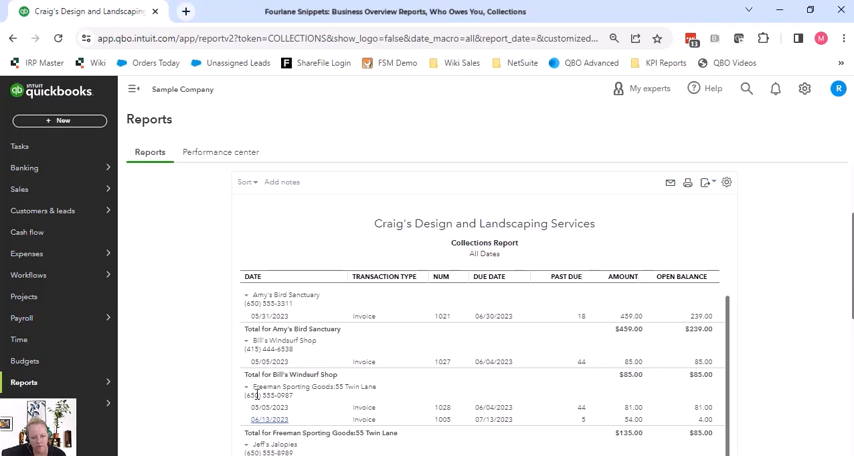 Craig's Design and Landscaping
Fourlane Snippets: Business Overview Reports, Who Owes You, Collections
app.qbo.intuit.com/app/reportv2?token=COLLECTIONS&show_logo=false&date_macro=all&report_date=&customized...
13
M
IRP Master
Wiki
Orders Today
Unassigned Leads
ShareFile Login
FSM Demo
Wiki Sales
NetSuite
QBO Advanced
KPI Reports
QBO Videos
»
qb
INTUIT
quickbooks.
Sample Company
My experts
Help
R
+ New
Tasks
Banking
Sales
Customers & leads
Cash flow
Expenses
Workflows
Projects
Payroll
Time
Budgets
Reports
Reports
Reports Performance center
Sort Add notes
Craig's Design and Landscaping Services
Collections Report
All Dates
DATE TRANSACTION TYPE NUM DUE DATE PAST DUE AMOUNT OPEN BALANCE
Amy's Bird Sanctuary
(650) 555-3311
05/31/2023 Invoice 1021 06/30/2023 18 459.00 239.00
Total for Amy's Bird Sanctuary $459.00 $239.00
Bill's Windsurf Shop
(415) 444-6538
05/05/2023 Invoice 1027 06/04/2023 44 85.00 85.00
Total for Bill's Windsurf Shop $85.00 $85.00
Freeman Sporting Goods:55 Twin Lane
(650) 555-0987
05/05/2023 Invoice 1028 06/04/2023 44 81.00 81.00
06/13/2023 Invoice 1005 07/13/2023 5 54.00 4.00
Total for Freeman Sporting Goods:55 Twin Lane $135.00 $85.00
Jeff's Jalopies
(650) 555-8989